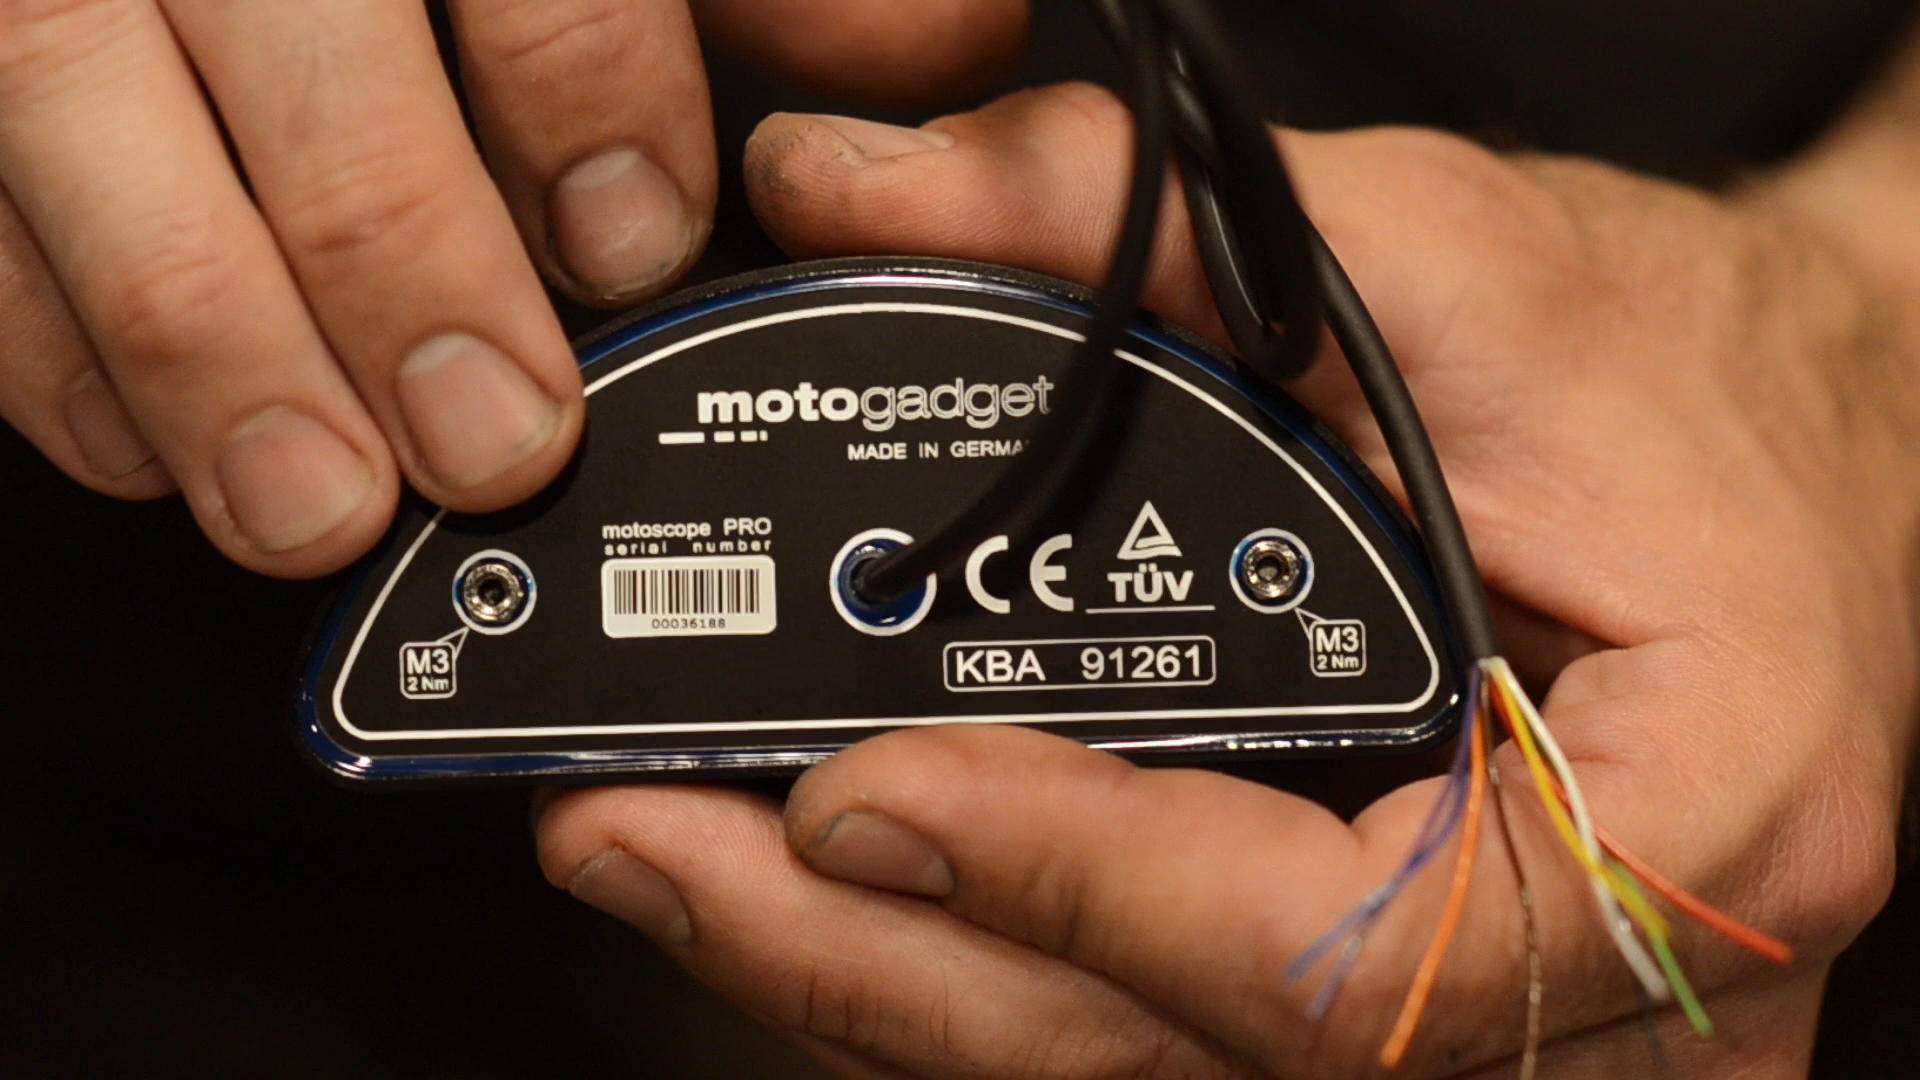 motogadget
MADE IN GERMA
motoscope PRO
serial number
00036188
CE
TÜV
KBA 91261
M3
2 Nm
M3
2 Nm